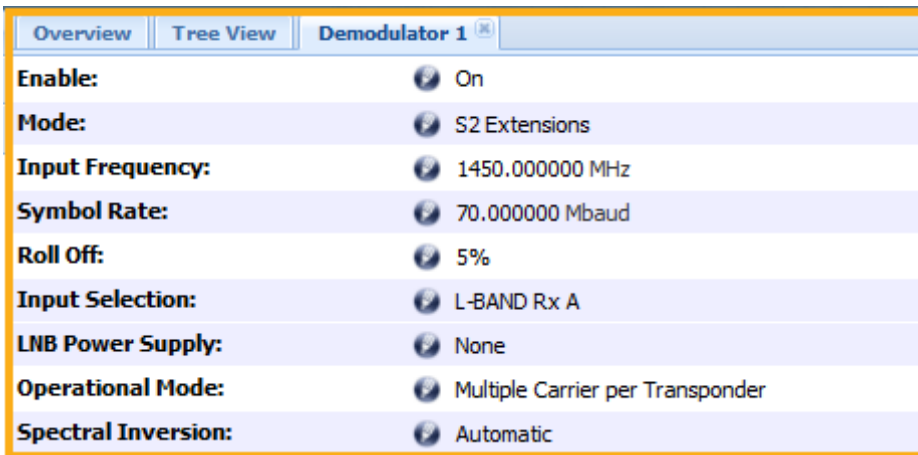 Overview Tree View Demodulator 1
Enable: On
Mode: S2 Extensions
Input Frequency: 1450.000000 MHz
Symbol Rate: 70.000000 Mbaud
Roll Off: 5%
Input Selection: L-BAND Rx A
LNB Power Supply: None
Operational Mode: Multiple Carrier per Transponder
Spectral Inversion: Automatic